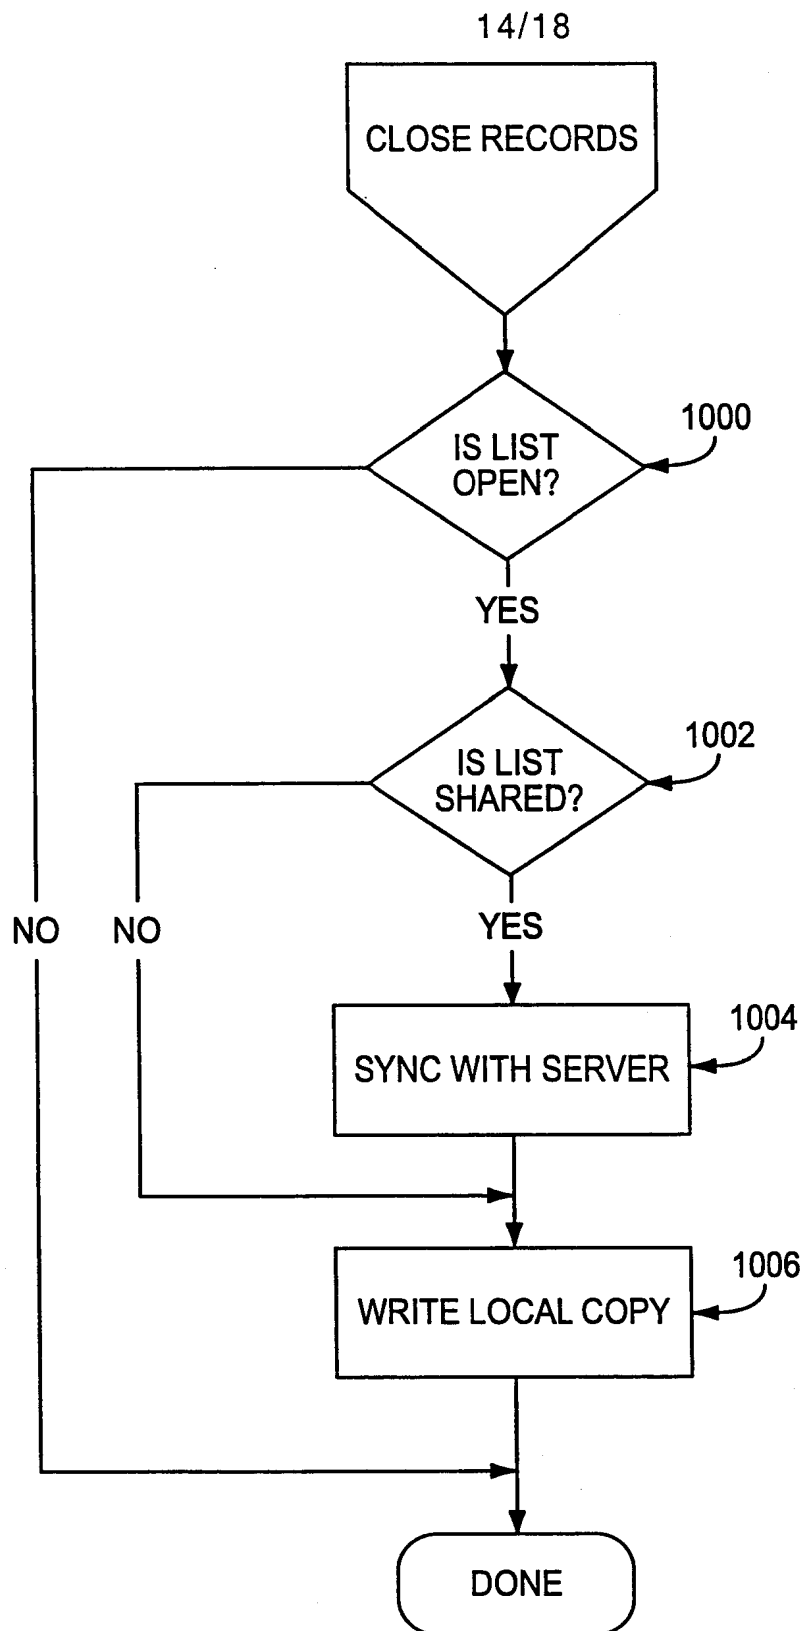 14/18
CLOSE RECORDS
1000
IS LIST
OPEN?
YES
1002
IS LIST
SHARED?
NO
NO
YES
1004
SYNC WITH SERVER
1006
WRITE LOCAL COPY
DONE